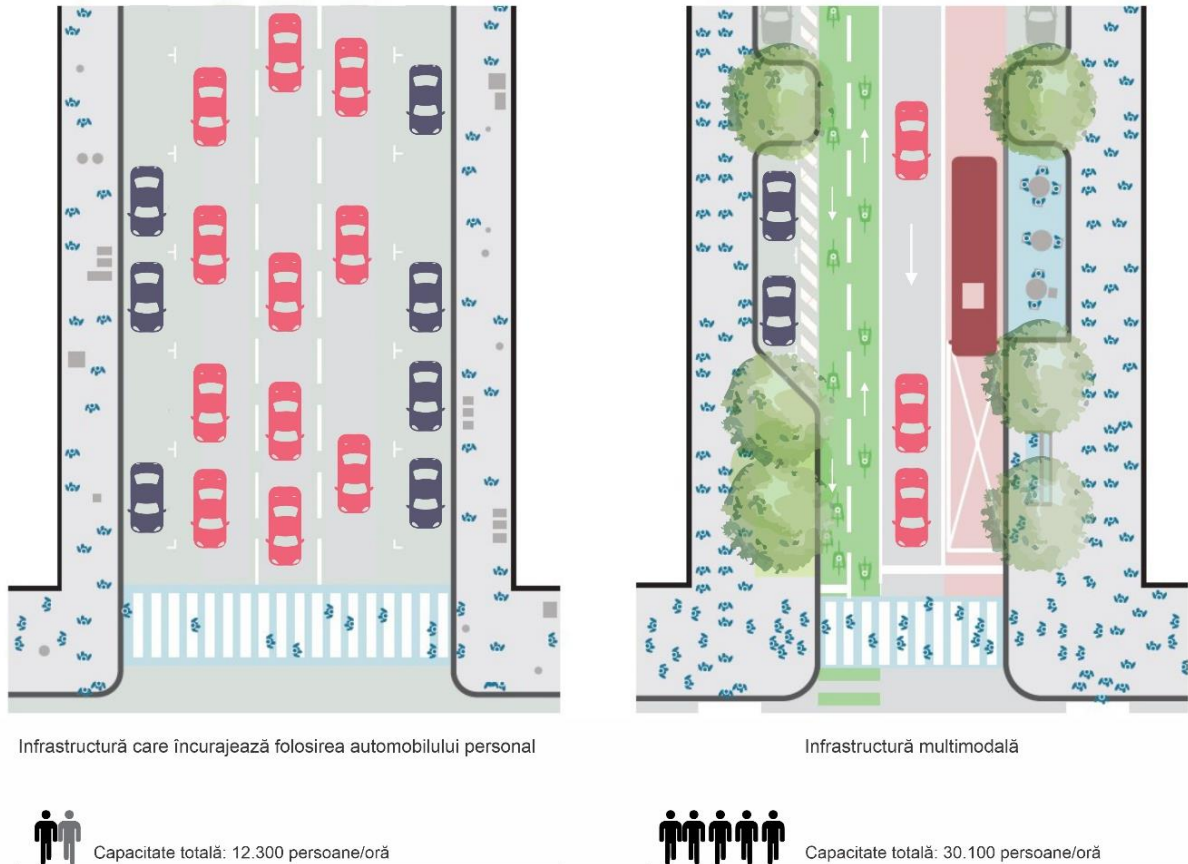 Infrastructură care încurajează folosirea automobilului personal
Infrastructură multimodală
Capacitate totală: 12.300 persoane/oră
Capacitate totală: 30.100 persoane/oră